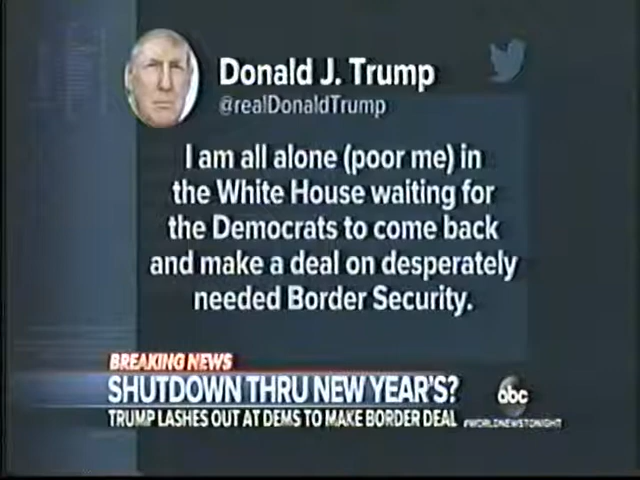 Donald J. Trump
@realDonaldTrump
I am all alone (poor me) in
the White House waiting for
the Democrats to come back
and make a deal on desperately
needed Border Security.
BREAKING NEWS
SHUTDOWN THRU NEW YEAR'S?
abc
TRUMP LASHES OUT AT DEMS TO MAKE BORDER DEAL
#WORLDNEWSTONIGHT